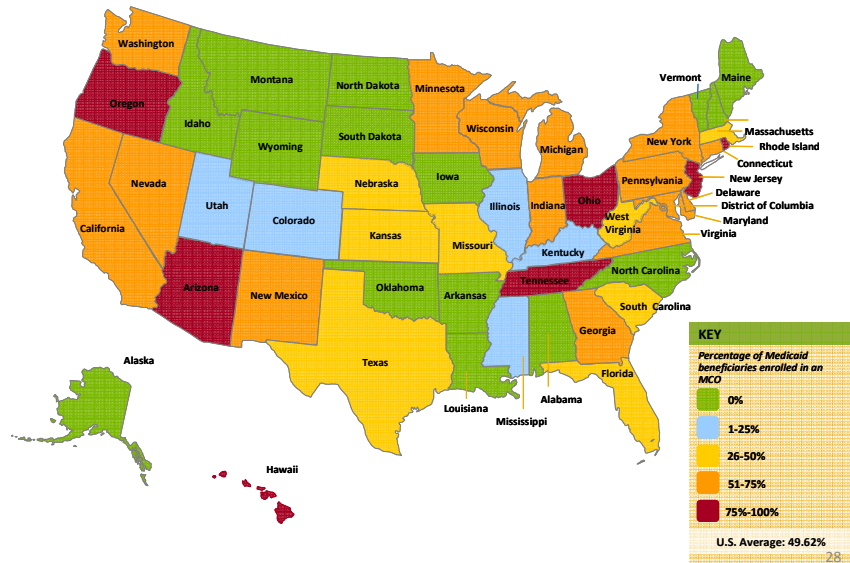 Washington
Oregon
Montana
North Dakota
Minnesota
Idaho
South Dakota
Wyoming
Wisconsin
Michigan
Vermont
Maine
New York
Massachusetts
Rhode Island
Connecticut
New Jersey
Pennsylvania
Delaware
District of Columbia
Maryland
Virginia
Nevada
California
Utah
Colorado
Nebraska
Iowa
Illinois
Indiana
Ohio
West
Virginia
Kansas
Missouri
Kentucky
Arizona
New Mexico
Oklahoma
Arkansas
Tennessee
North Carolina
South Carolina
Georgia
Texas
Florida
Louisiana
Mississippi
Alabama
Alaska
Hawaii
KEY
Percentage of Medicaid
beneficiaries enrolled in an
MCO
0%
1-25%
26-50%
51-75%
75%-100%
U.S. Average: 49.62%
28